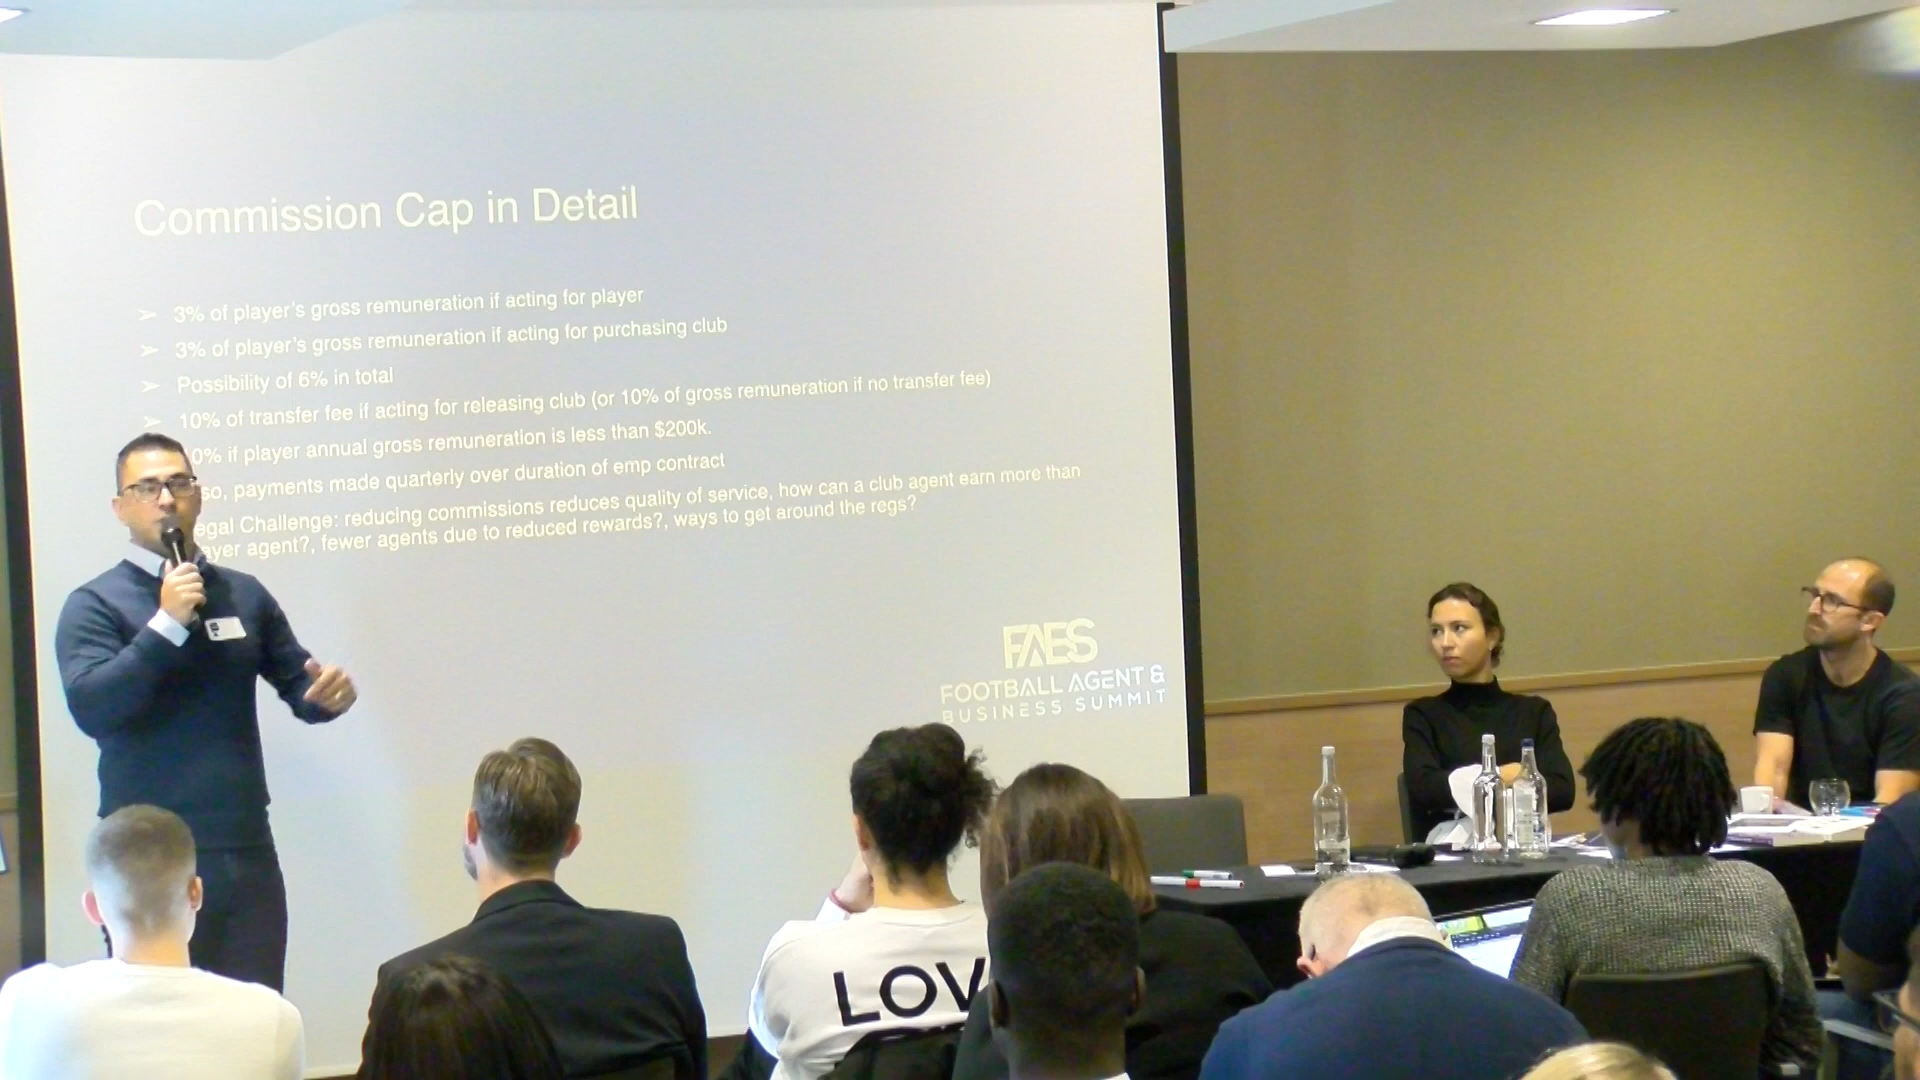 Commission Cap in Detail
➢ 3% of player's gross remuneration if acting for player
➢ 3% of player's gross remuneration if acting for purchasing club
➢ Possibility of 6% in total
➢ 10% of transfer fee if acting for releasing club (or 10% of gross remuneration if no transfer fee)
0% if player annual gross remuneration is less than $200k.
so, payments made quarterly over duration of emp contract
egal Challenge: reducing commissions reduces quality of service, how can a club agent earn more than
ayer agent?, fewer agents due to reduced rewards?, ways to get around the regs?
FAES
FOOTBALL AGENT &
BUSINESS SUMMIT
LOV